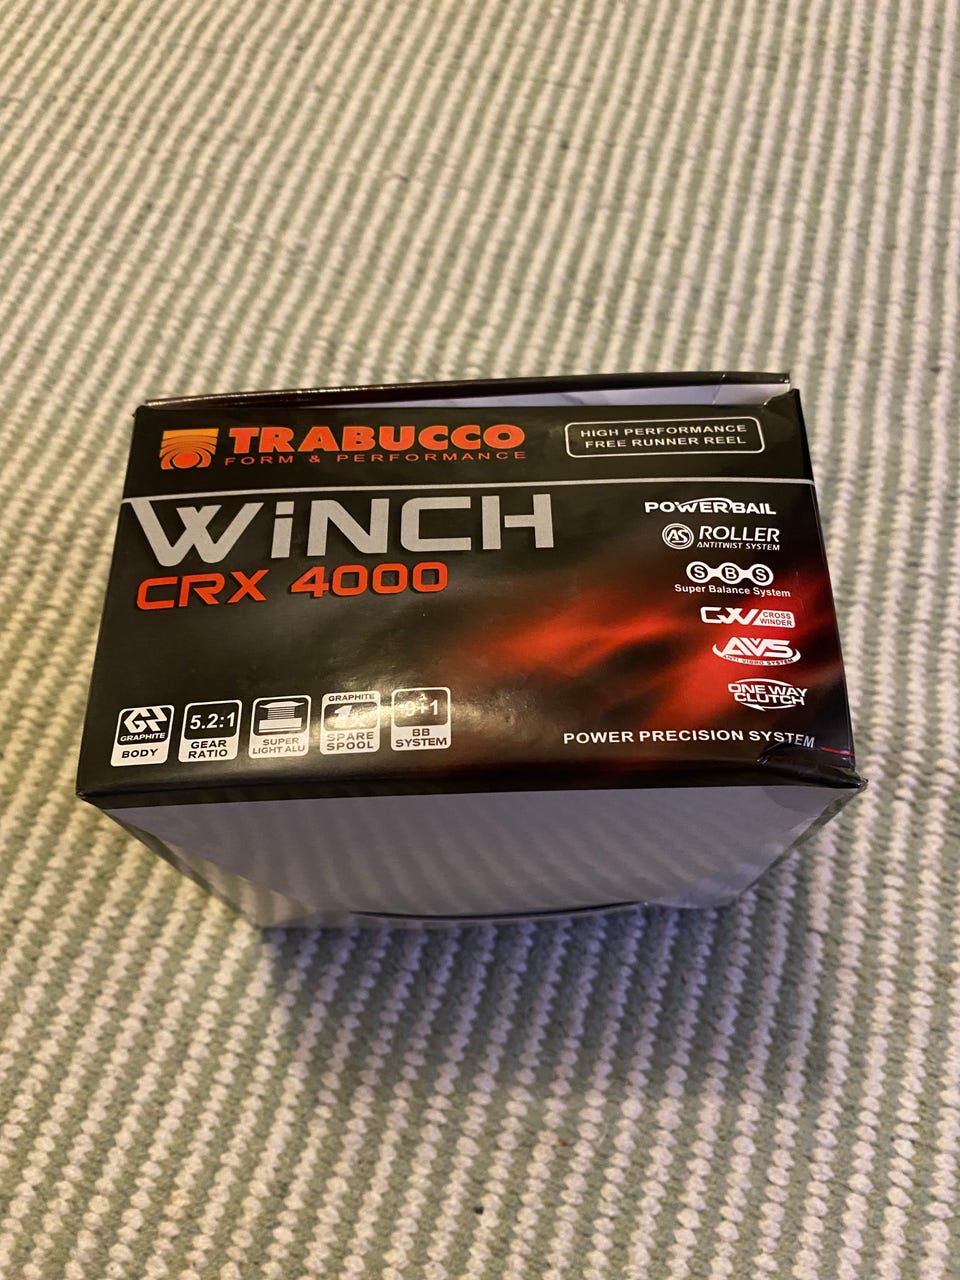 TRABUCCO
FORM & PERFORMANCE
HIGH PERFORMANCE
FREE RUNNER REEL
WiNCH
CRX 4000
POWERBAIL
AS ROLLER
ANTITWIST SYSTEM
SBS
Super Balance System
CW CROSS
WINDER
AVS
ANTI VIBRO SYSTEM
ONE WAY
CLUTCH
POWER PRECISION SYSTEM
GR
GRAPHITE
BODY
5.2:1
GEAR
RATIO
SUPER
LIGHT ALU
GRAPHITE
SPARE
SPOOL
9+1
BB
SYSTEM